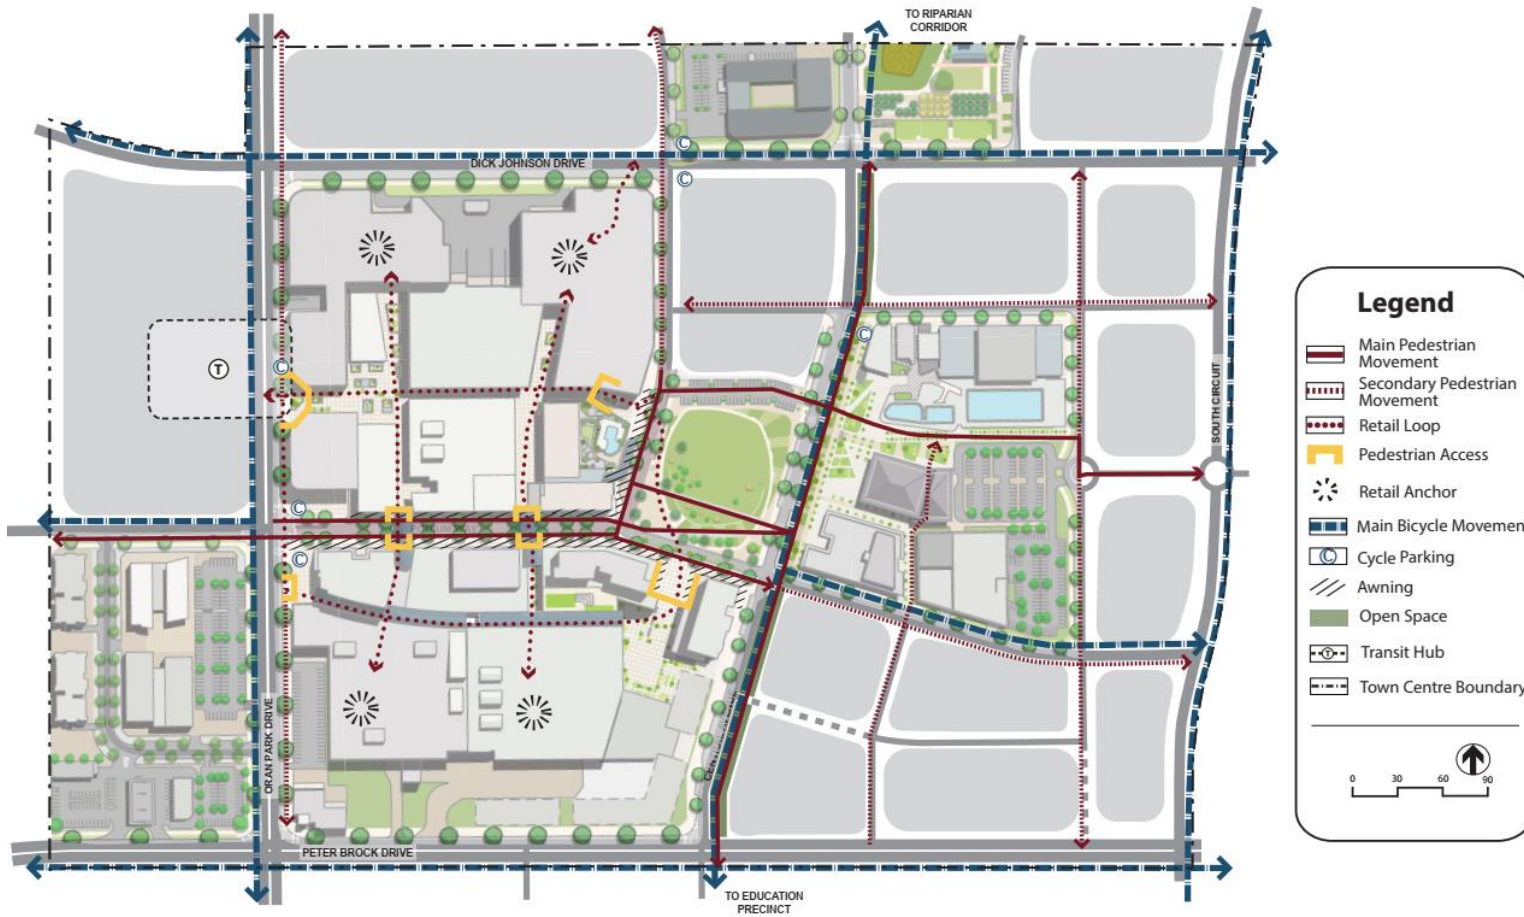 TO RIPARIAN
CORRIDOR
DICK JOHNSON DRIVE
C
C
T
C
C
C
C
SOUTH CIRCUIT
ORAN PARK DRIVE
PETER BROCK DRIVE
TO EDUCATION
PRECINCT
Legend
Main Pedestrian
Movement
Secondary Pedestrian
Movement
Retail Loop
Pedestrian Access
Retail Anchor
Main Bicycle Movement
C
Cycle Parking
Awning
Open Space
T
Transit Hub
Town Centre Boundary
0 30 60 90